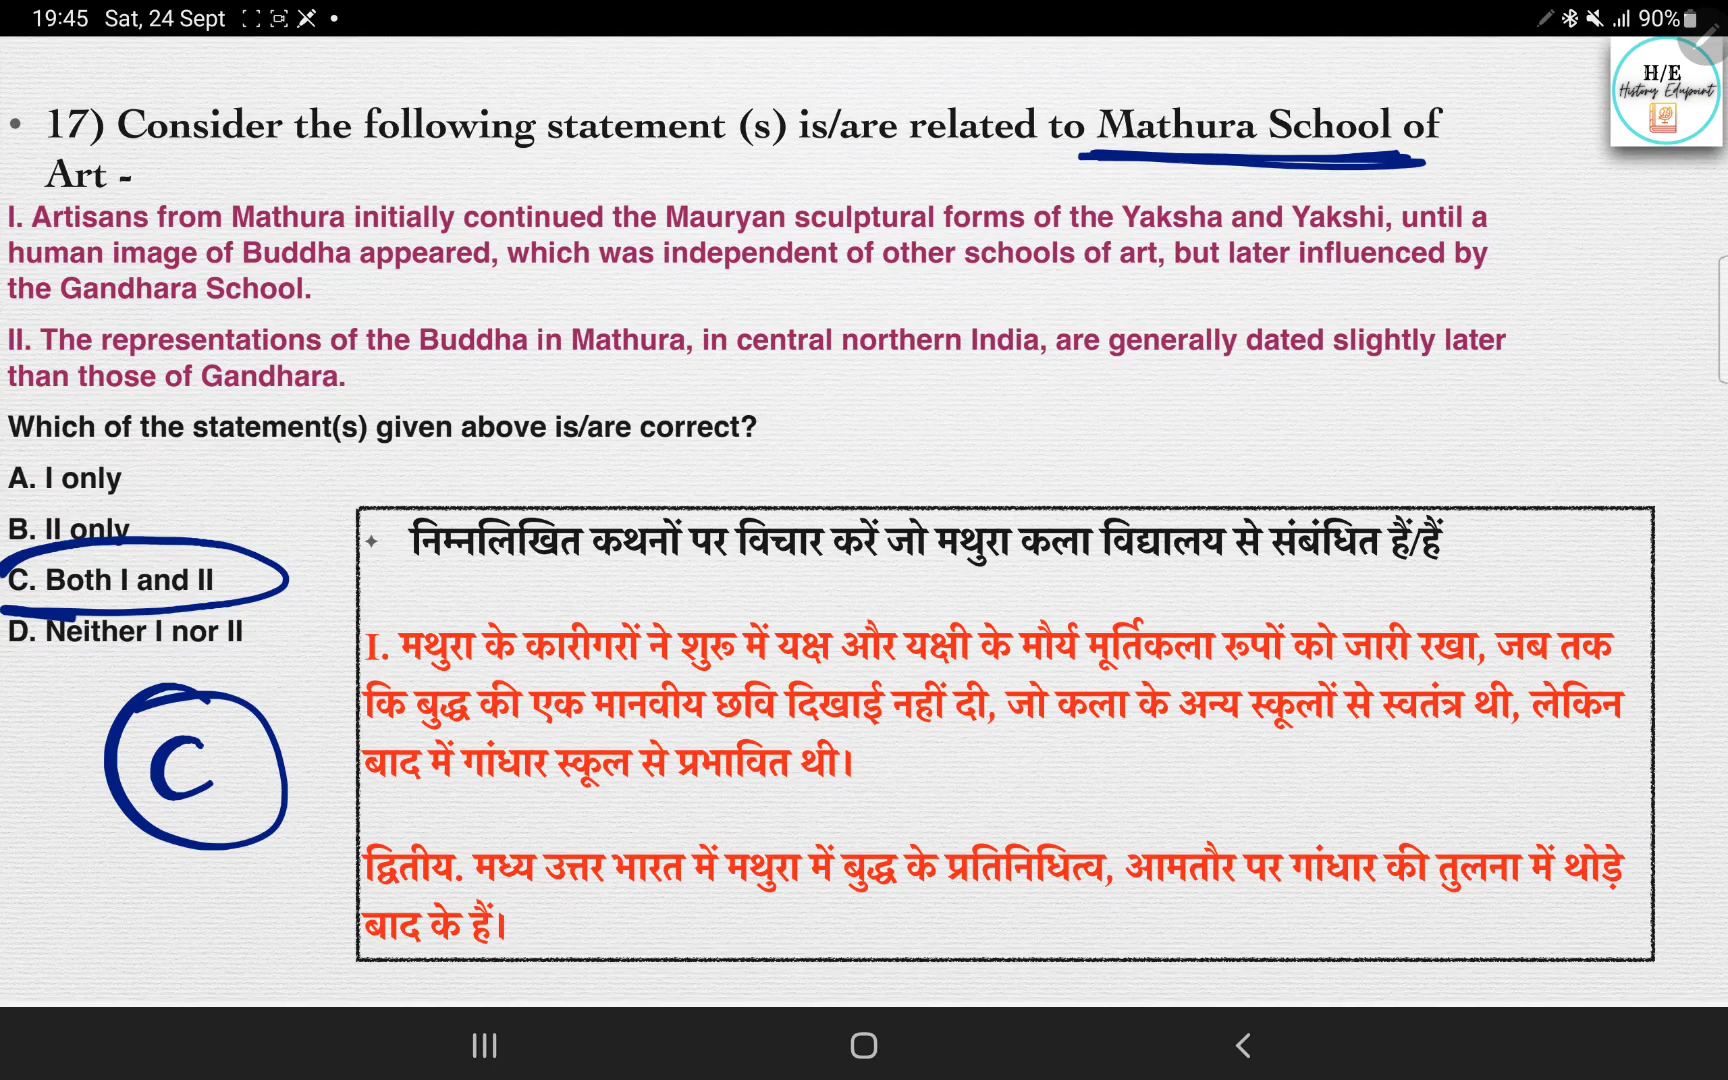 19:45 Sat, 24 Sept
90%
H/E
History Edupoint
• 17) Consider the following statement (s) is/are related to Mathura School of
Art -
I. Artisans from Mathura initially continued the Mauryan sculptural forms of the Yaksha and Yakshi, until a
human image of Buddha appeared, which was independent of other schools of art, but later influenced by
the Gandhara School.
II. The representations of the Buddha in Mathura, in central northern India, are generally dated slightly later
than those of Gandhara.
Which of the statement(s) given above is/are correct?
A. I only
B. II only
C. Both I and II
D. Neither I nor II
C
निम्नलिखित कथनों पर विचार करें जो मथुरा कला विद्यालय से संबंधित हैं/हैं
I. मथुरा के कारीगरों ने शुरू में यक्ष और यक्षी के मौर्य मूर्तिकला रूपों को जारी रखा, जब तक
कि बुद्ध की एक मानवीय छवि दिखाई नहीं दी, जो कला के अन्य स्कूलों से स्वतंत्र थी, लेकिन
बाद में गांधार स्कूल से प्रभावित थी।
द्वितीय. मध्य उत्तर भारत में मथुरा में बुद्ध के प्रतिनिधित्व, आमतौर पर गांधार की तुलना में थोड़े
बाद के हैं।